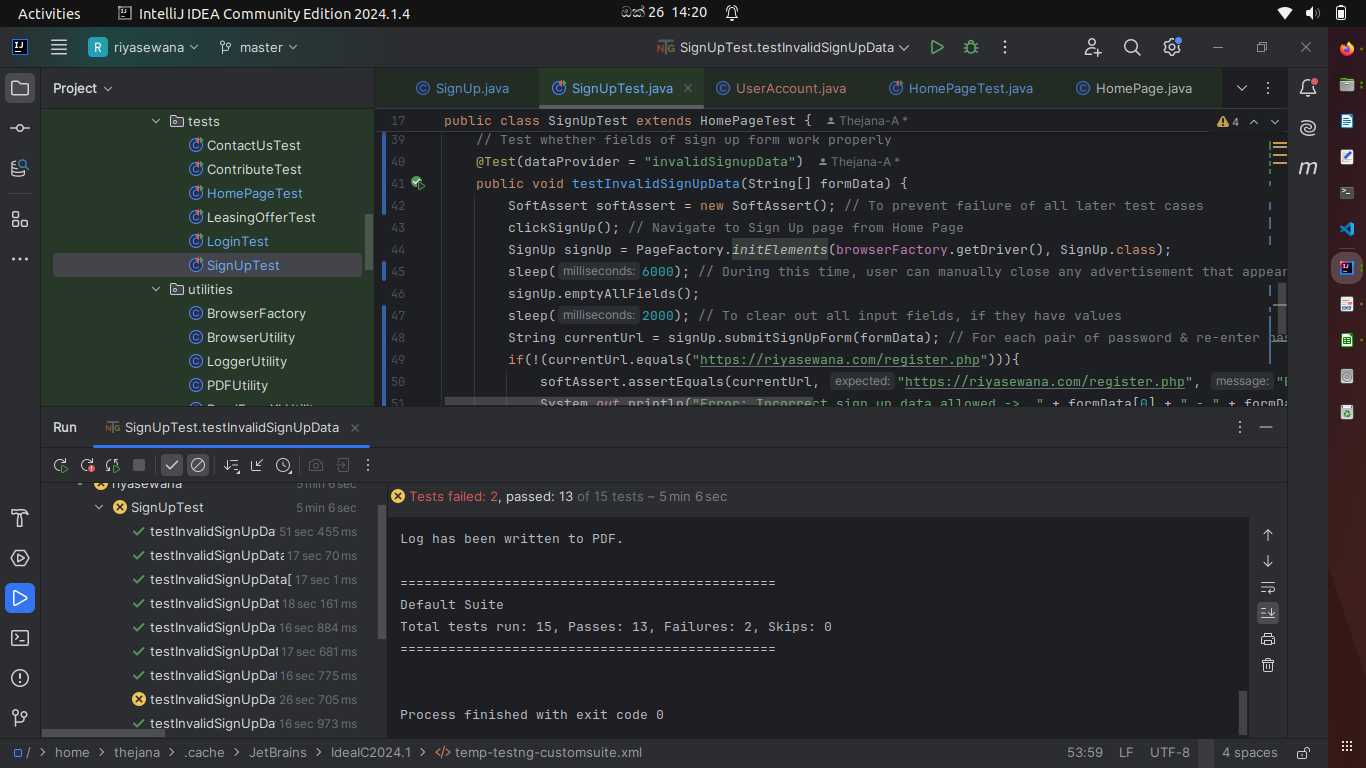 Activities IntelliJ IDEA Community Edition 2024.1.4 ඔක් 26 14:20
R riyasewana master SignUpTest.testInvalidSignUpData
Project
SignUp.java SignUpTest.java UserAccount.java HomePageTest.java HomePage.java
tests
ContactUsTest
ContributeTest
HomePageTest
LeasingOfferTest
LoginTest
SignUpTest
utilities
BrowserFactory
BrowserUtility
LoggerUtility
PDFUtility
17 public class SignUpTest extends HomePageTest { Thejana-A * 4
39 // Test whether fields of sign up form work properly
40 @Test(dataProvider = "invalidSignupData") Thejana-A *
41 public void testInvalidSignUpData(String[] formData) {
42 SoftAssert softAssert = new SoftAssert(); // To prevent failure of all later test cases
43 clickSignUp(); // Navigate to Sign Up page from Home Page
44 SignUp signUp = PageFactory.initElements(browserFactory.getDriver(), SignUp.class);
45 sleep( milliseconds: 6000); // During this time, user can manually close any advertisement that appear
46 signUp.emptyAllFields();
47 sleep( milliseconds: 2000); // To clear out all input fields, if they have values
48 String currentUrl = signUp.submitSignUpForm(formData); // For each pair of password & re-enter pa
49 if(!(currentUrl.equals("https://riyasewana.com/register.php"))){
50 softAssert.assertEquals(currentUrl, expected: "https://riyasewana.com/register.php", message: "E
51 System.out.println("Error: Incorrect sign up data allowed -> " + formData[0] + " - " + formDa
Run SignUpTest.testInvalidSignUpData
riyasewana 5 min 6 sec
SignUpTest 5 min 6 sec
testInvalidSignUpDa 51 sec 455 ms
testInvalidSignUpData 17 sec 70 ms
testInvalidSignUpData[ 17 sec 1 ms
testInvalidSignUpDat 18 sec 161 ms
testInvalidSignUpDa 16 sec 884 ms
testInvalidSignUpDat 17 sec 681 ms
testInvalidSignUpDa 16 sec 775 ms
testInvalidSignUpDa 26 sec 705 ms
testInvalidSignUpDa 16 sec 973 ms
Tests failed: 2, passed: 13 of 15 tests – 5 min 6 sec
Log has been written to PDF.
===============================================
Default Suite
Total tests run: 15, Passes: 13, Failures: 2, Skips: 0
===============================================
Process finished with exit code 0
/ > home > thejana > .cache > JetBrains > IdealC2024.1 > temp-testng-customsuite.xml 53:59 LF UTF-8 4 spaces